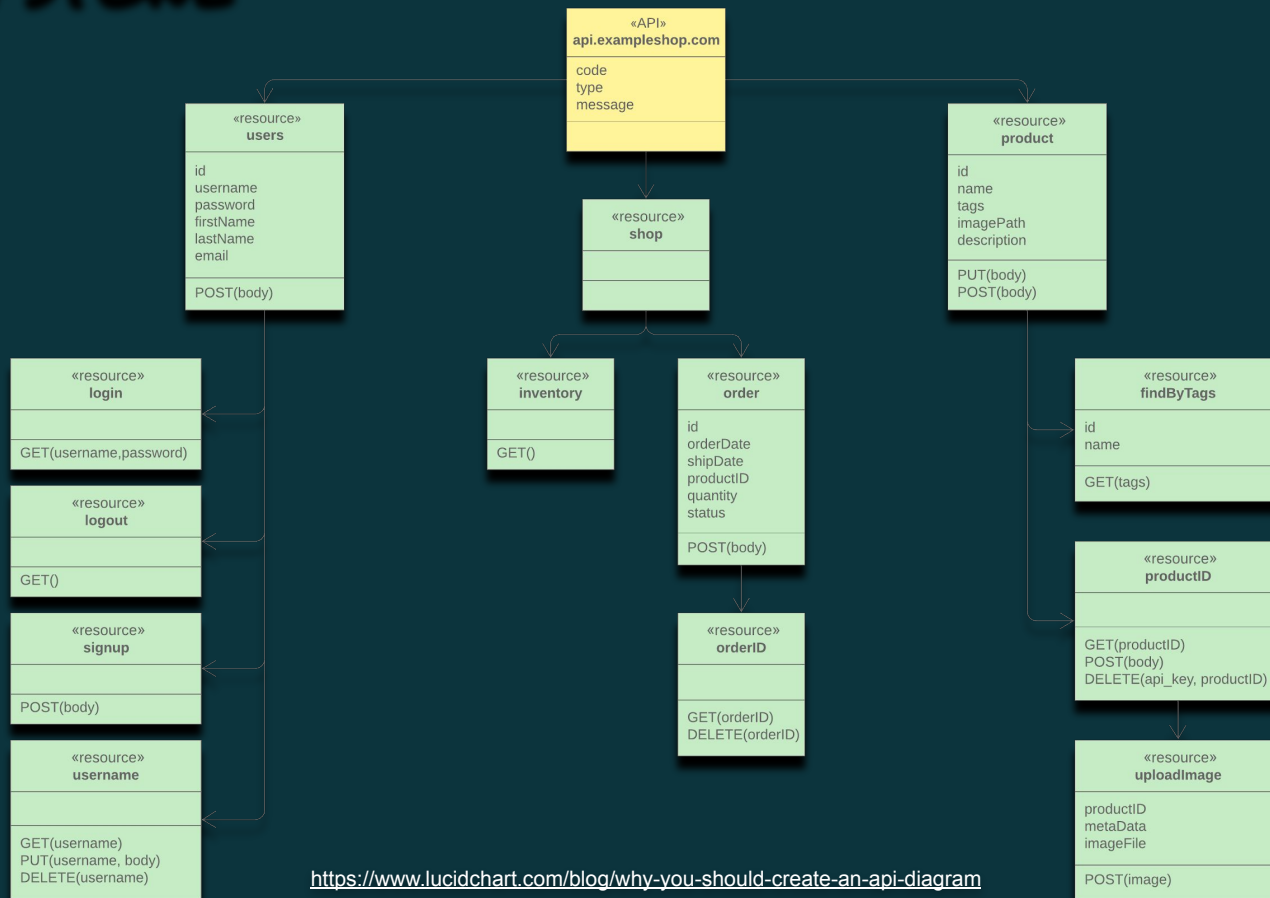 «API»
api.exampleshop.com
code
type
message
«resource»
users
id
username
password
firstName
lastName
email
POST(body)
«resource»
login
GET(username,password)
«resource»
logout
GET()
«resource»
signup
POST(body)
«resource»
username
GET(username)
PUT(username, body)
DELETE(username)
«resource»
shop
«resource»
inventory
GET()
«resource»
order
id
orderDate
shipDate
productID
quantity
status
POST(body)
«resource»
orderID
GET(orderID)
DELETE(orderID)
«resource»
product
id
name
tags
imagePath
description
PUT(body)
POST(body)
«resource»
findByTags
id
name
GET(tags)
«resource»
productID
GET(productID)
POST(body)
DELETE(api_key, productID)
«resource»
uploadImage
productID
metaData
imageFile
POST(image)
https://www.lucidchart.com/blog/why-you-should-create-an-api-diagram